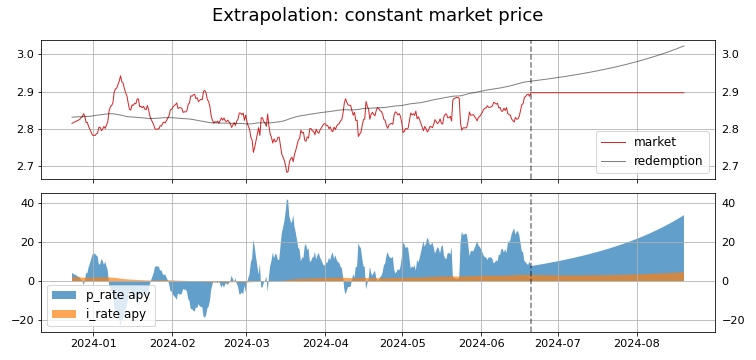 Extrapolation: constant market price
3.0 3.0
2.9 2.9
2.8 2.8
2.7 2.7
market
redemption
40 40
20 20
0 0
−20 −20
p_rate apy
i_rate apy
2024-01 2024-02 2024-03 2024-04 2024-05 2024-06 2024-07 2024-08